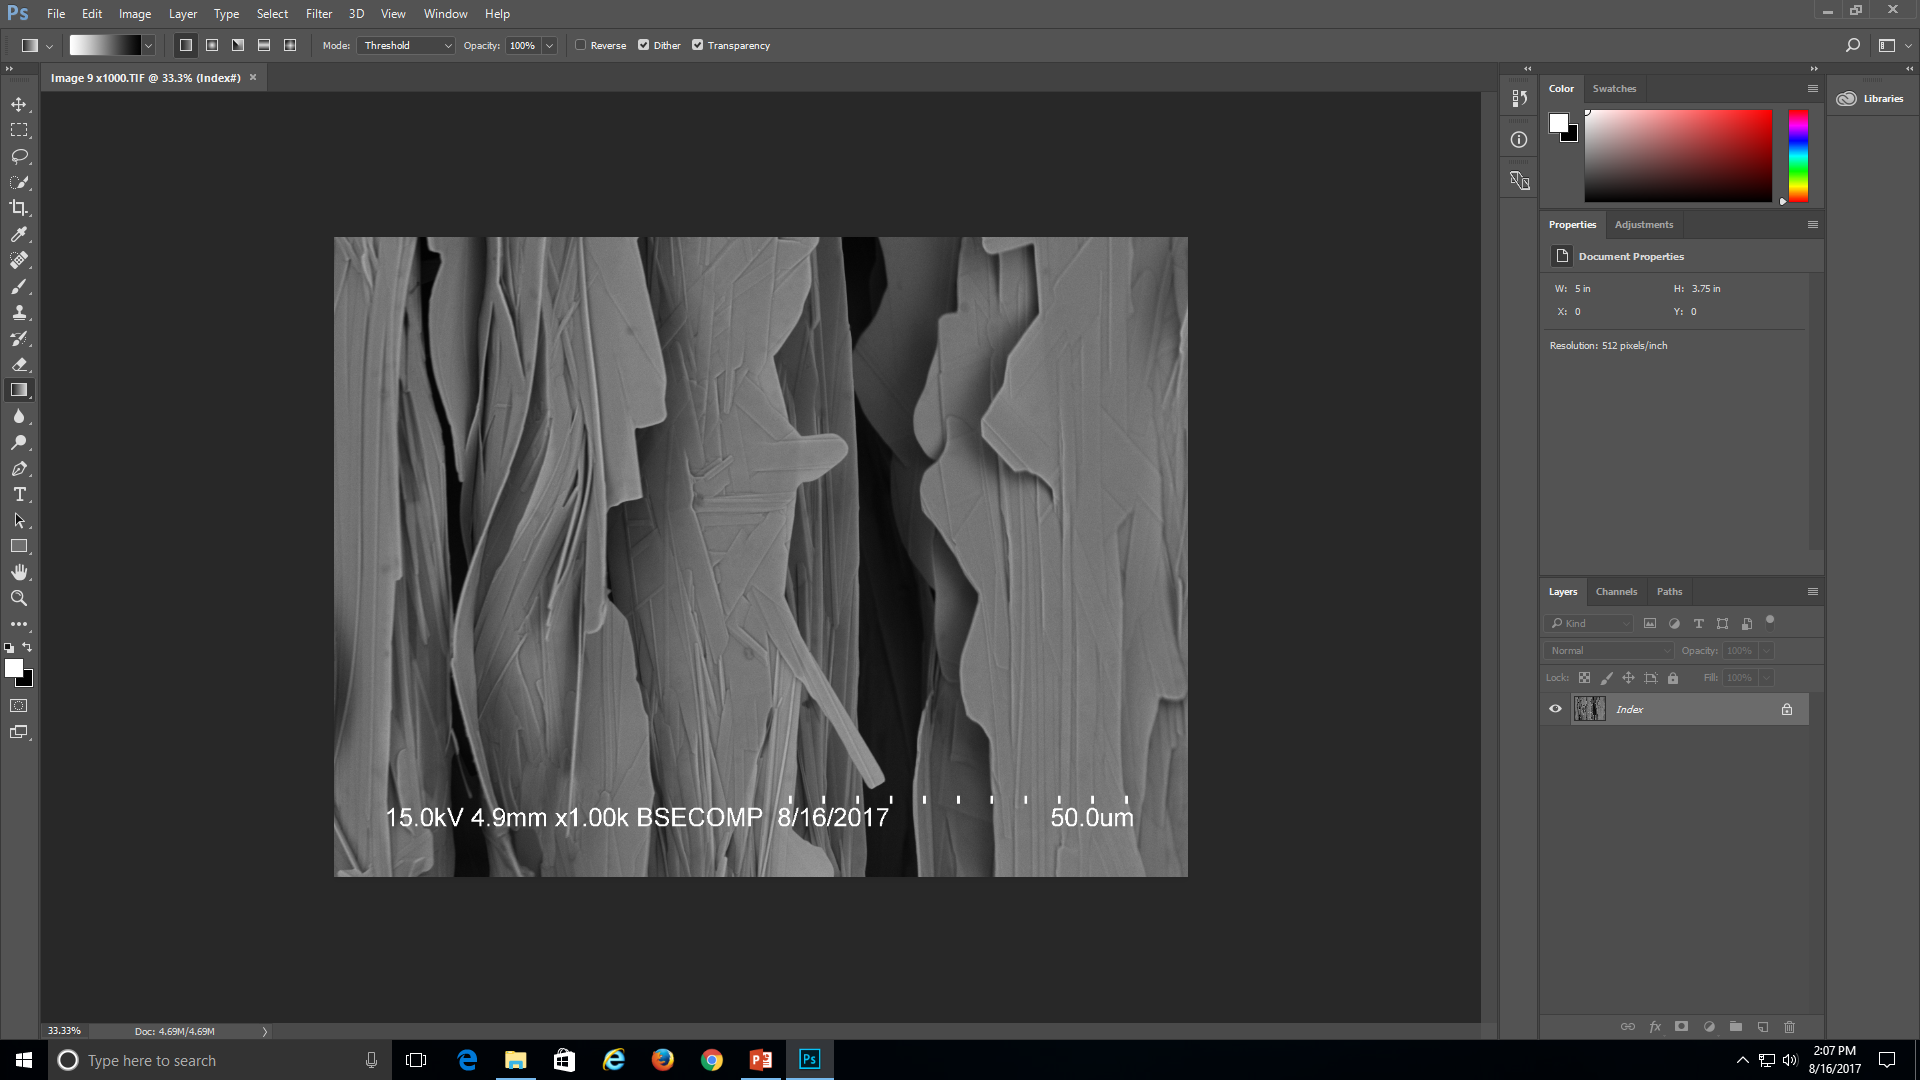 Ps File Edit Image Layer Type Select Filter 3D View Window Help
Mode: Threshold Opacity: 100% Reverse Dither Transparency
Image 9 x1000.TIF @ 33.3% (Index#) ×
Color Swatches
Libraries
Properties Adjustments
Document Properties
W: 5 in H: 3.75 in
X: 0 Y: 0
Resolution: 512 pixels/inch
Layers Channels Paths
Kind
Normal Opacity: 100%
Lock: Fill: 100%
Index
15.0kV 4.9mm x1.00k BSECOMP 8/16/2017 50.0um
33.33% Doc: 4.69M/4.69M
Type here to search
2:07 PM
8/16/2017